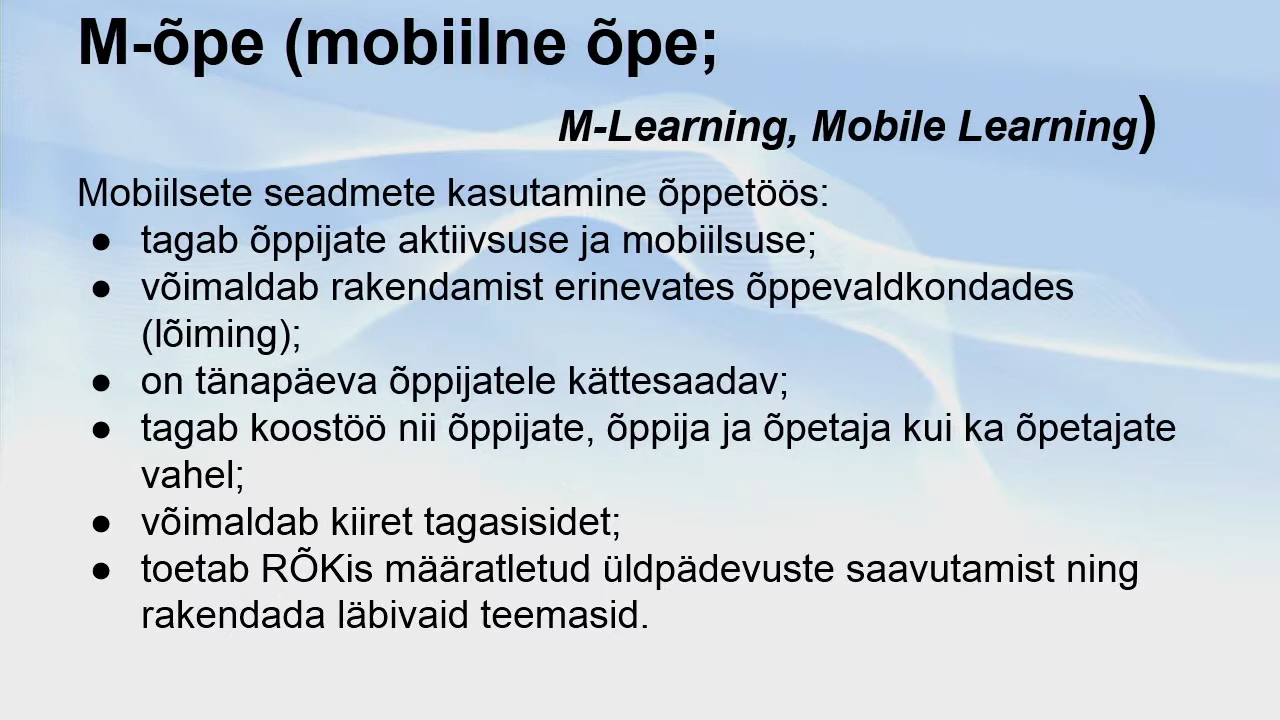 M-õpe (mobiilne õpe;
M-Learning, Mobile Learning)
Mobiilsete seadmete kasutamine õppetöös:
● tagab õppijate aktiivsuse ja mobiilsuse;
● võimaldab rakendamist erinevates õppevaldkondades
(lõiming);
● on tänapäeva õppijatele kättesaadav;
● tagab koostöö nii õppijate, õppija ja õpetaja kui ka õpetajate
vahel;
● võimaldab kiiret tagasisidet;
● toetab RÕKis määratletud üldpädevuste saavutamist ning
rakendada läbivaid teemasid.